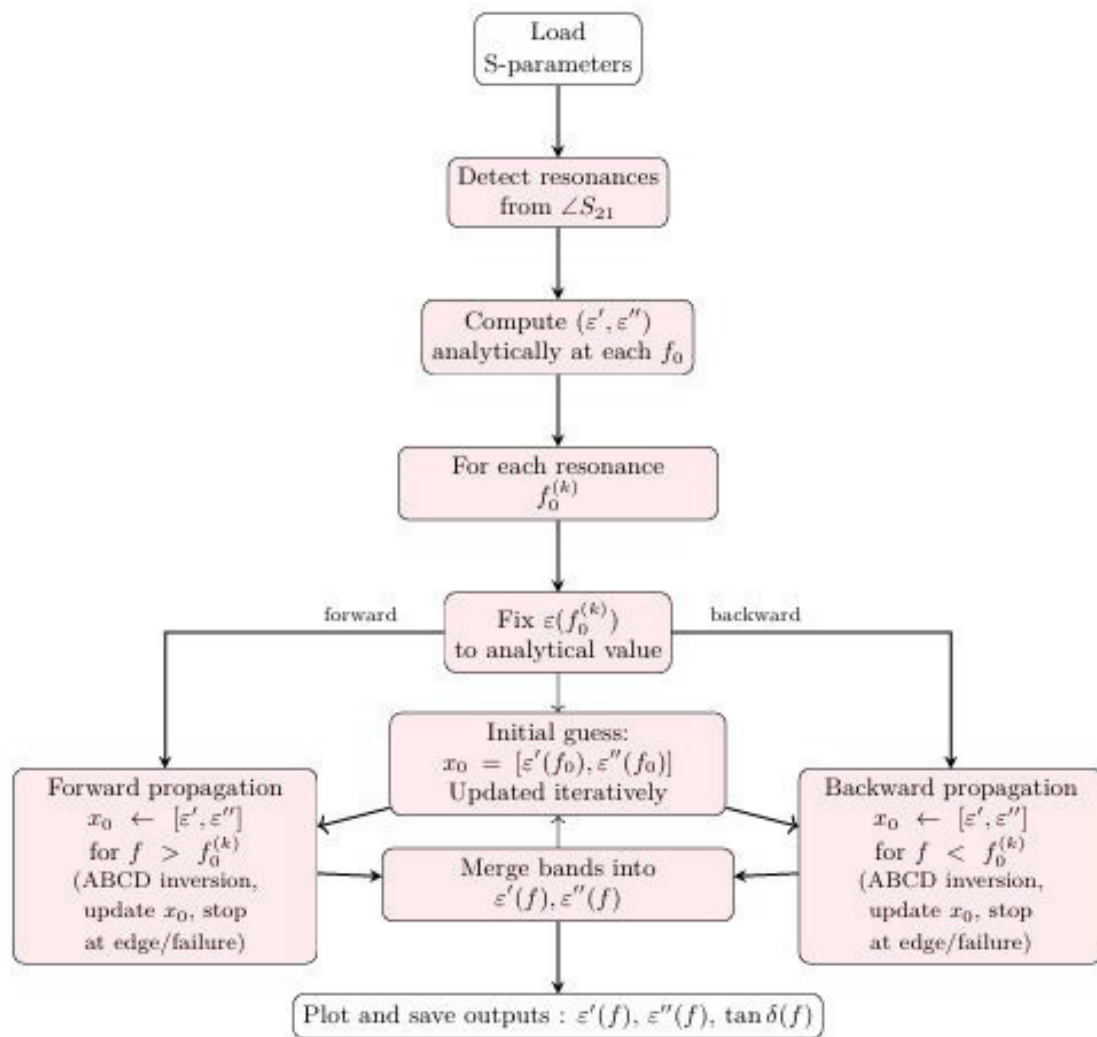 Load
S-parameters
Detect resonances
from ∠S₂₁
Compute (ε′, ε″)
analytically at each f₀
For each resonance
f₀⁽ᵏ⁾
forward
Fix ε(f₀⁽ᵏ⁾)
to analytical value
backward
Initial guess:
x₀ = [ε′(f₀), ε″(f₀)]
Updated iteratively
Forward propagation
x₀ ← [ε′, ε″]
for f > f₀⁽ᵏ⁾
(ABCD inversion,
update x₀, stop
at edge/failure)
Merge bands into
ε′(f), ε″(f)
Backward propagation
x₀ ← [ε′, ε″]
for f < f₀⁽ᵏ⁾
(ABCD inversion,
update x₀, stop
at edge/failure)
Plot and save outputs : ε′(f), ε″(f), tan δ(f)